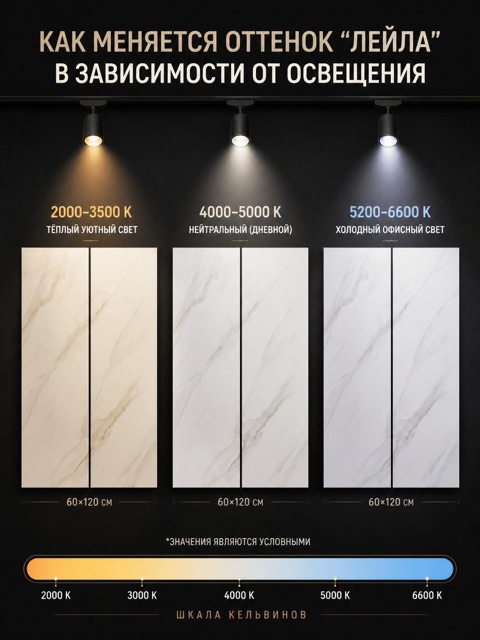 КАК МЕНЯЕТСЯ ОТТЕНОК “ЛЕЙЛА”
В ЗАВИСИМОСТИ ОТ ОСВЕЩЕНИЯ
2000–3500 К
ТЁПЛЫЙ УЮТНЫЙ СВЕТ
4000–5000 К
НЕЙТРАЛЬНЫЙ (ДНЕВНОЙ)
5200–6600 К
ХОЛОДНЫЙ ОФИСНЫЙ СВЕТ
60×120 СМ
60×120 СМ
60×120 СМ
*ЗНАЧЕНИЯ ЯВЛЯЮТСЯ УСЛОВНЫМИ
2000 К
3000 К
4000 К
5000 К
6600 К
ШКАЛА КЕЛЬВИНОВ